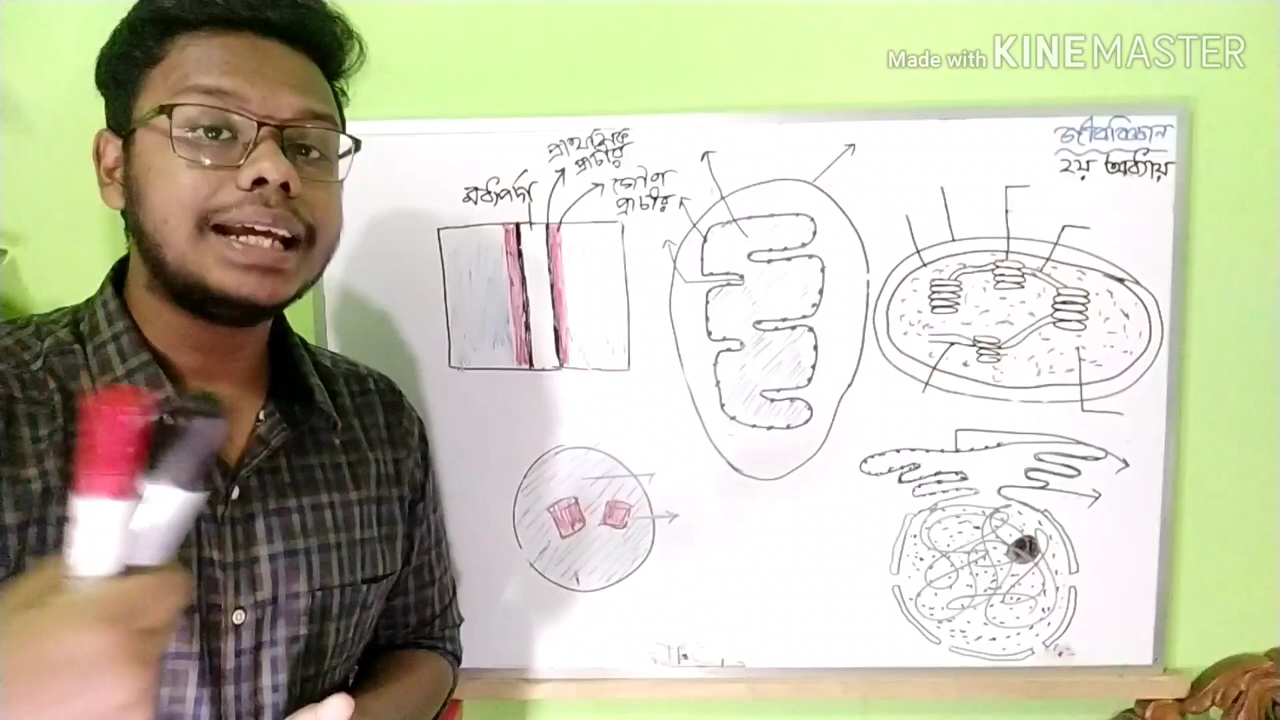 Made with KINEMASTER
জীববিজ্ঞান
২য় অধ্যায়
প্রাথমিক
প্রাচীর
মধ্যপর্দা
গৌণ
প্রাচীর